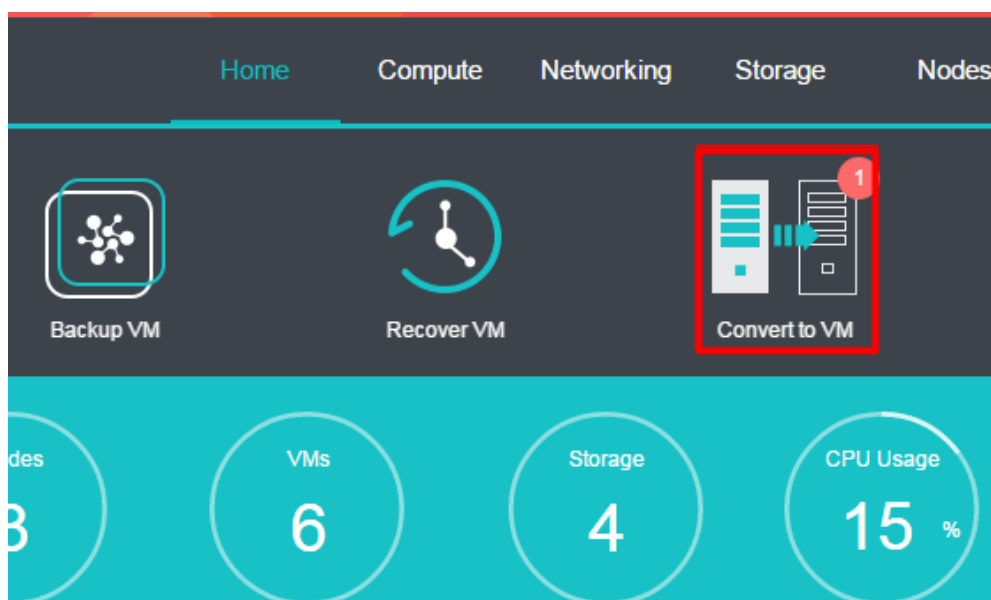 Home Compute Networking Storage Nodes
1
Backup VM Recover VM Convert to VM
VMs Storage CPU Usage
6 4 15 %